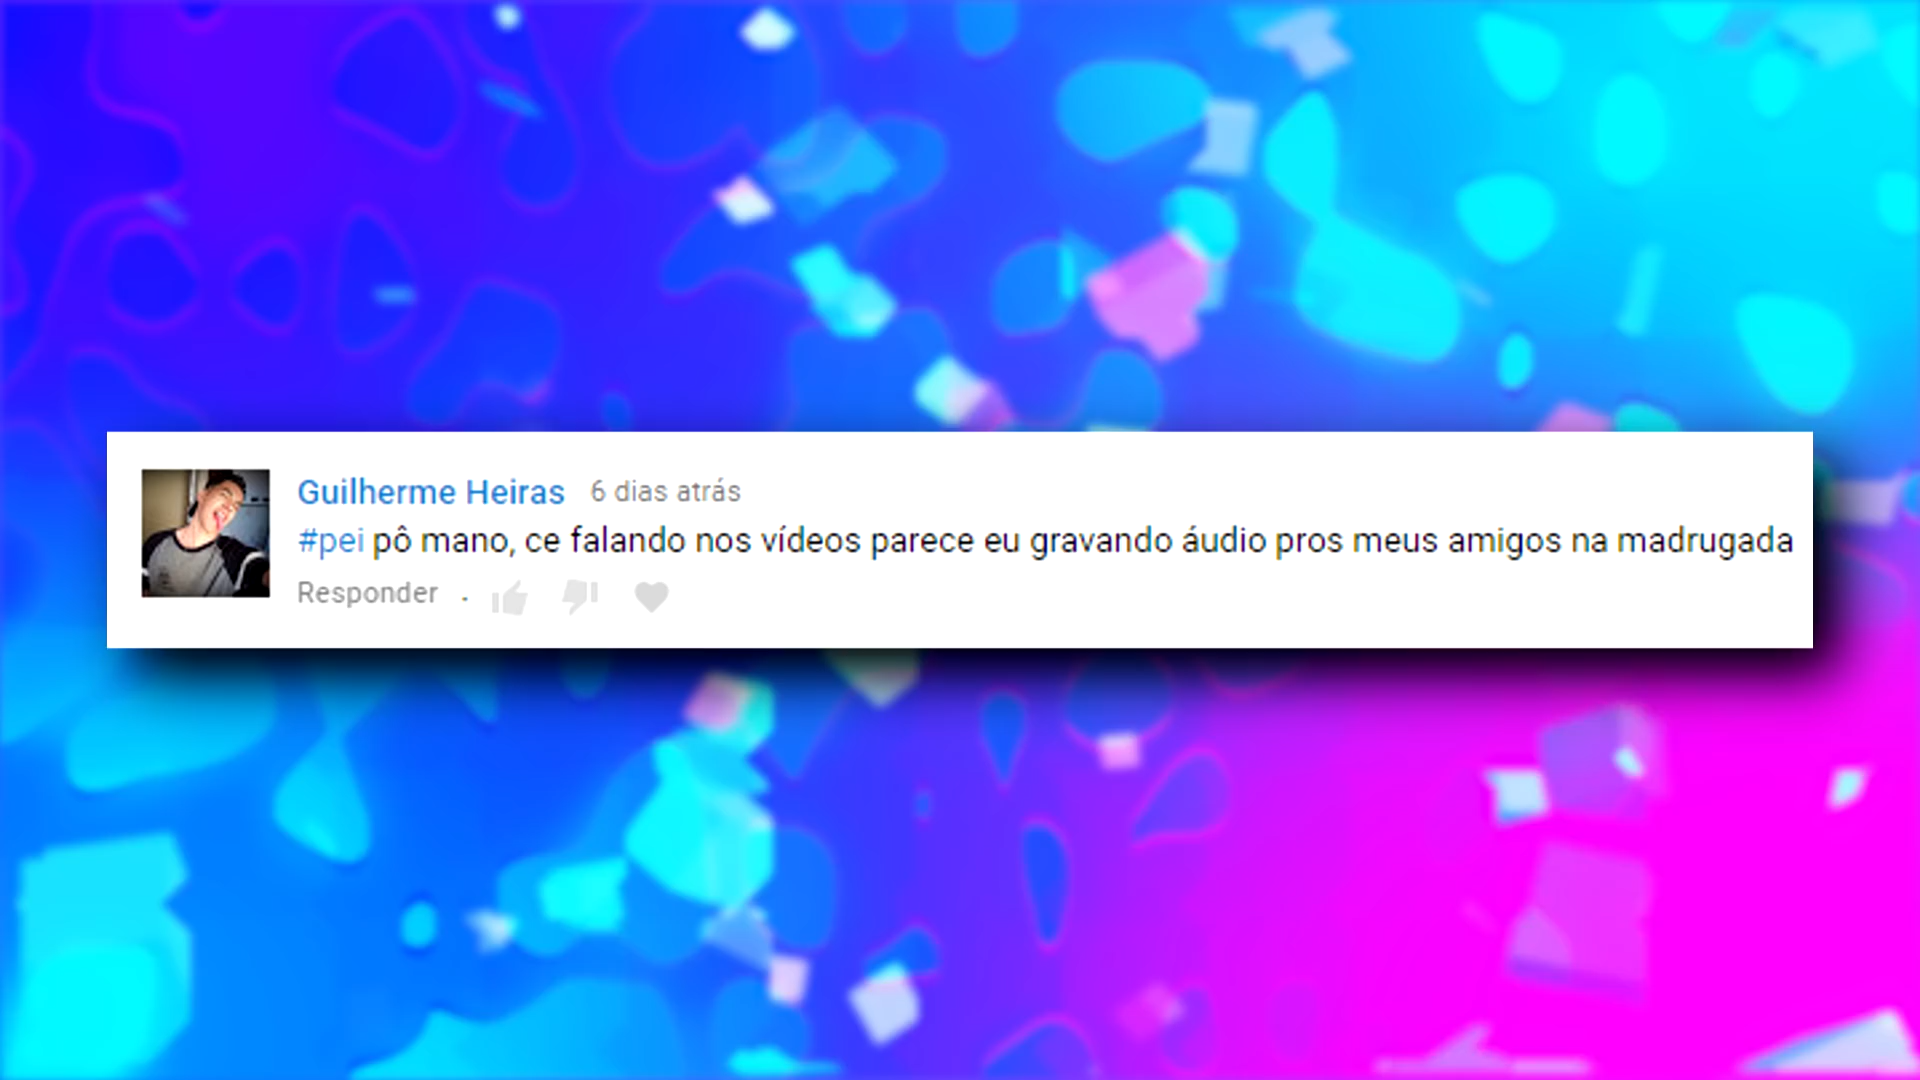 Guilherme Heiras 6 dias atrás
#pei pô mano, ce falando nos vídeos parece eu gravando áudio pros meus amigos na madrugada
Responder .